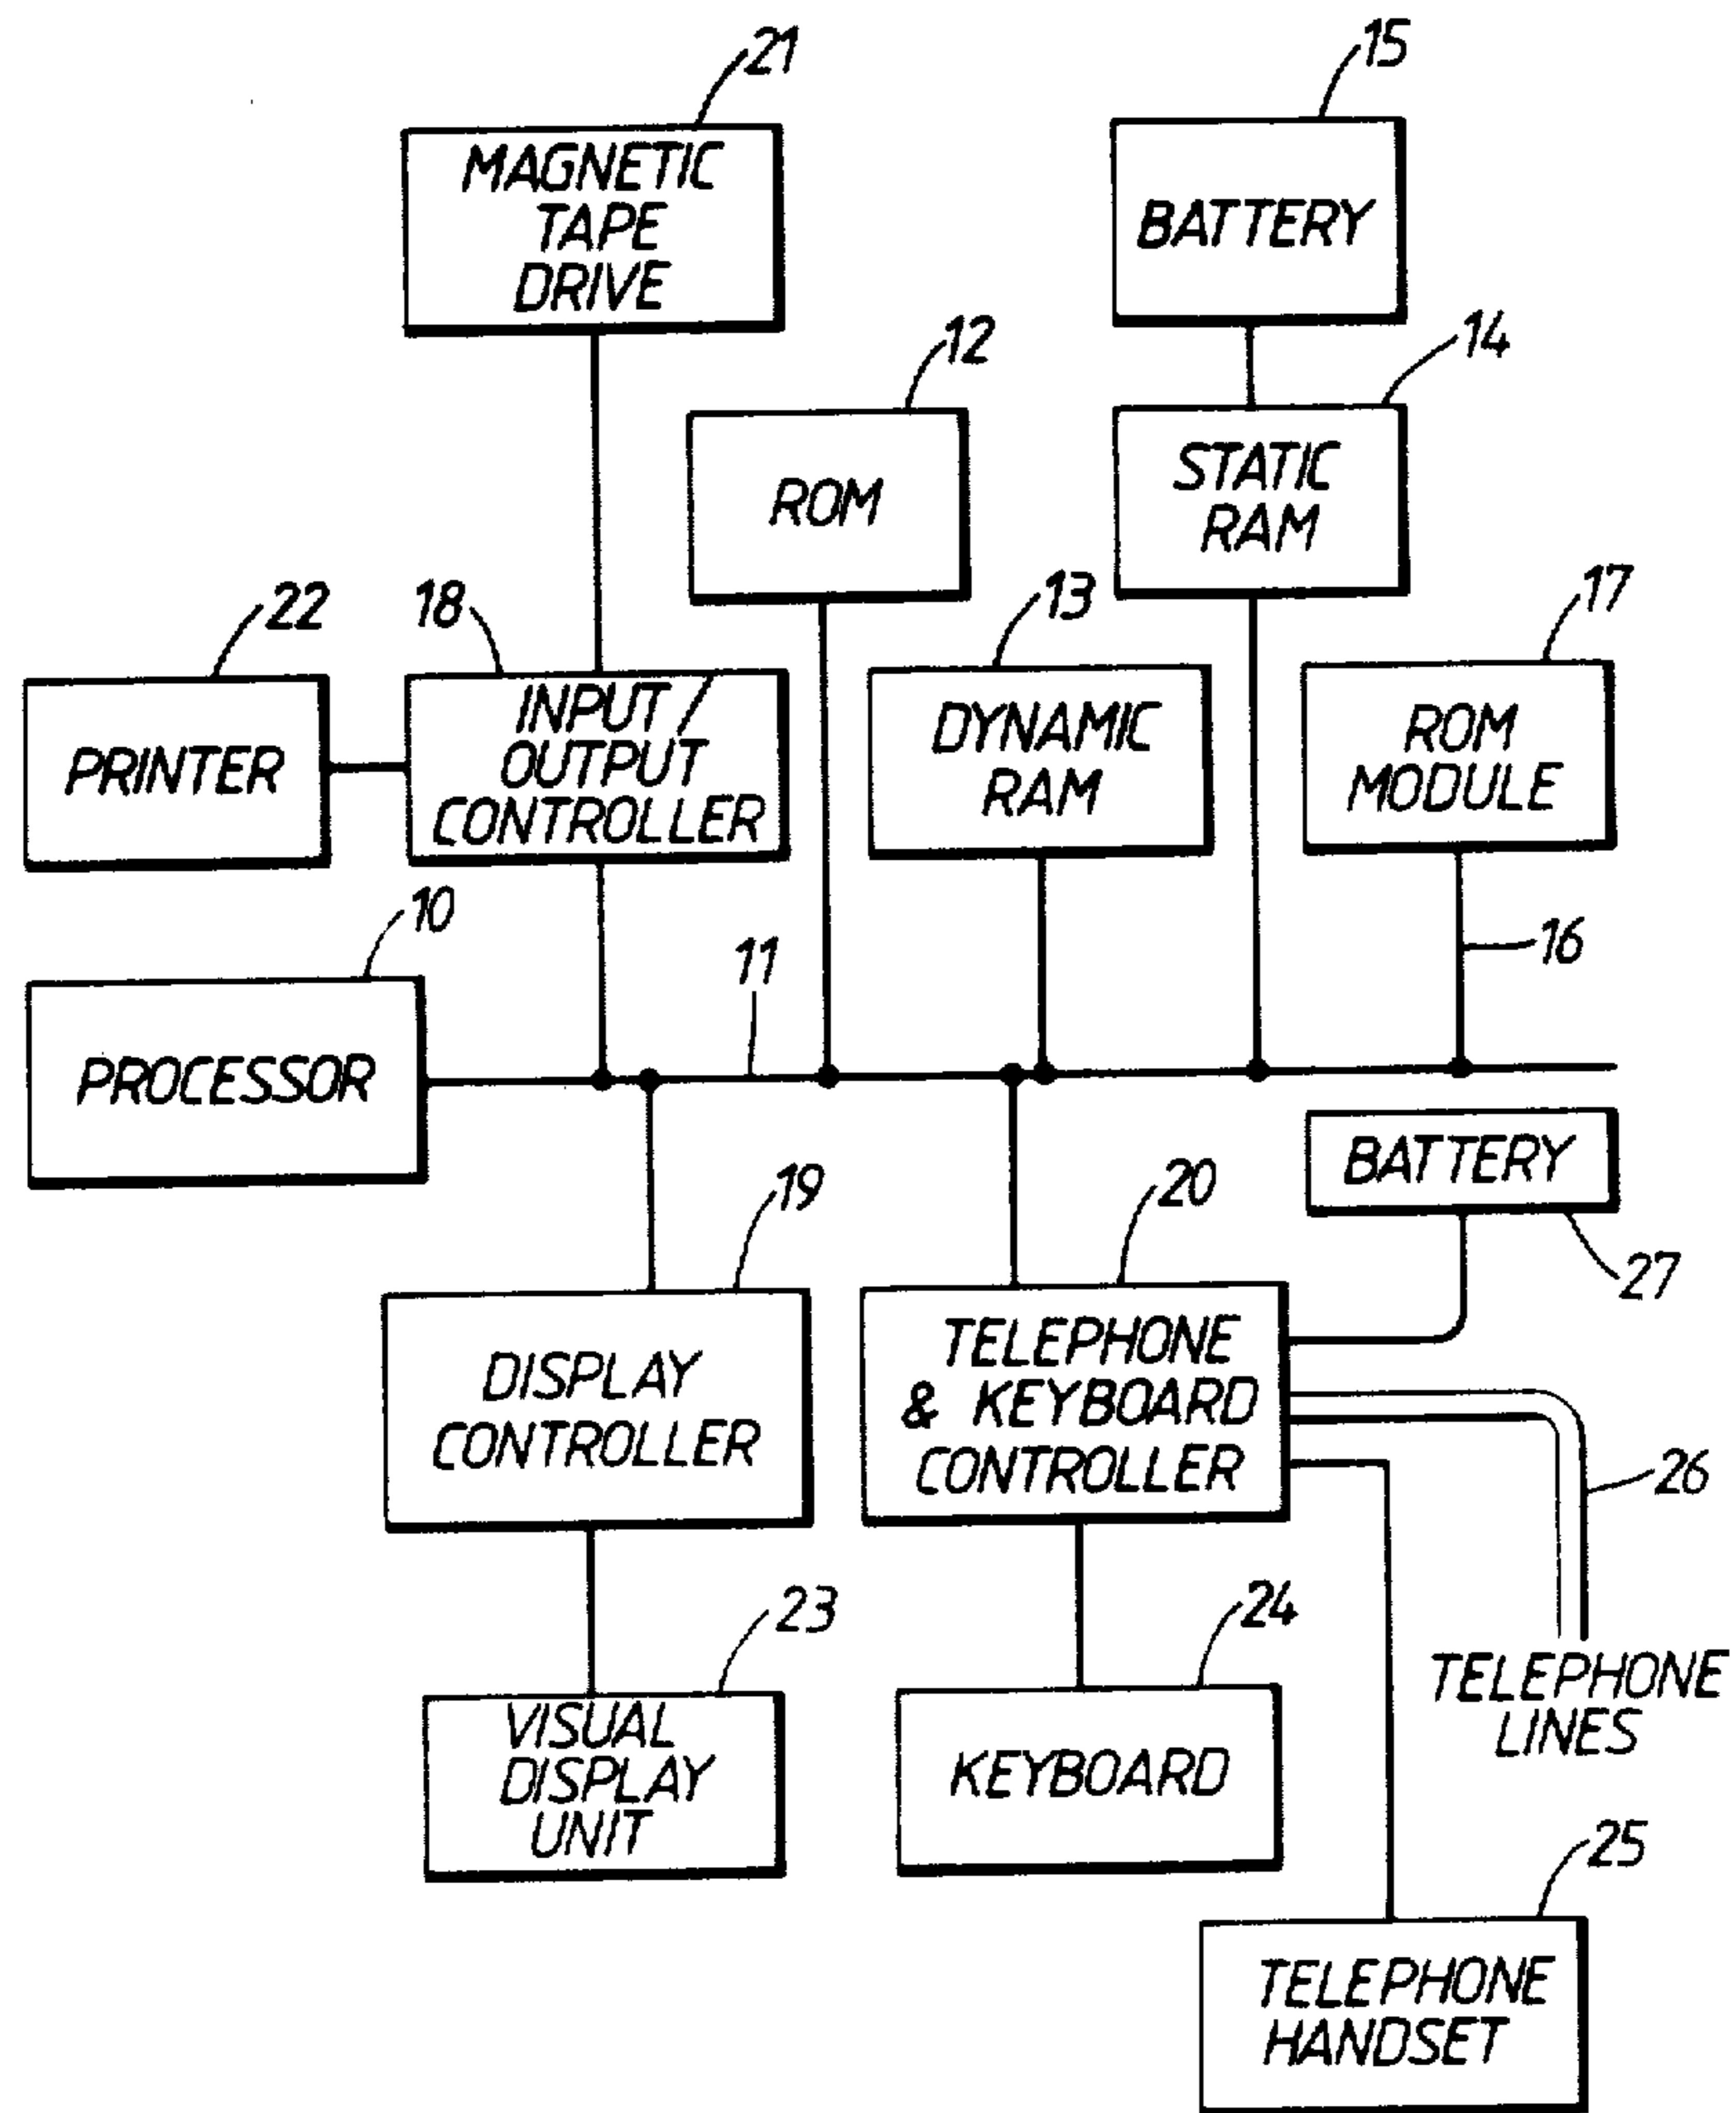 21
MAGNETIC
TAPE
DRIVE
15
BATTERY
12
ROM
14
STATIC
RAM
22
PRINTER
18
INPUT/
OUTPUT
CONTROLLER
13
DYNAMIC
RAM
17
ROM
MODULE
16
10
PROCESSOR
11
BATTERY
27
19
DISPLAY
CONTROLLER
20
TELEPHONE
& KEYBOARD
CONTROLLER
26
TELEPHONE
LINES
23
VISUAL
DISPLAY
UNIT
24
KEYBOARD
25
TELEPHONE
HANDSET